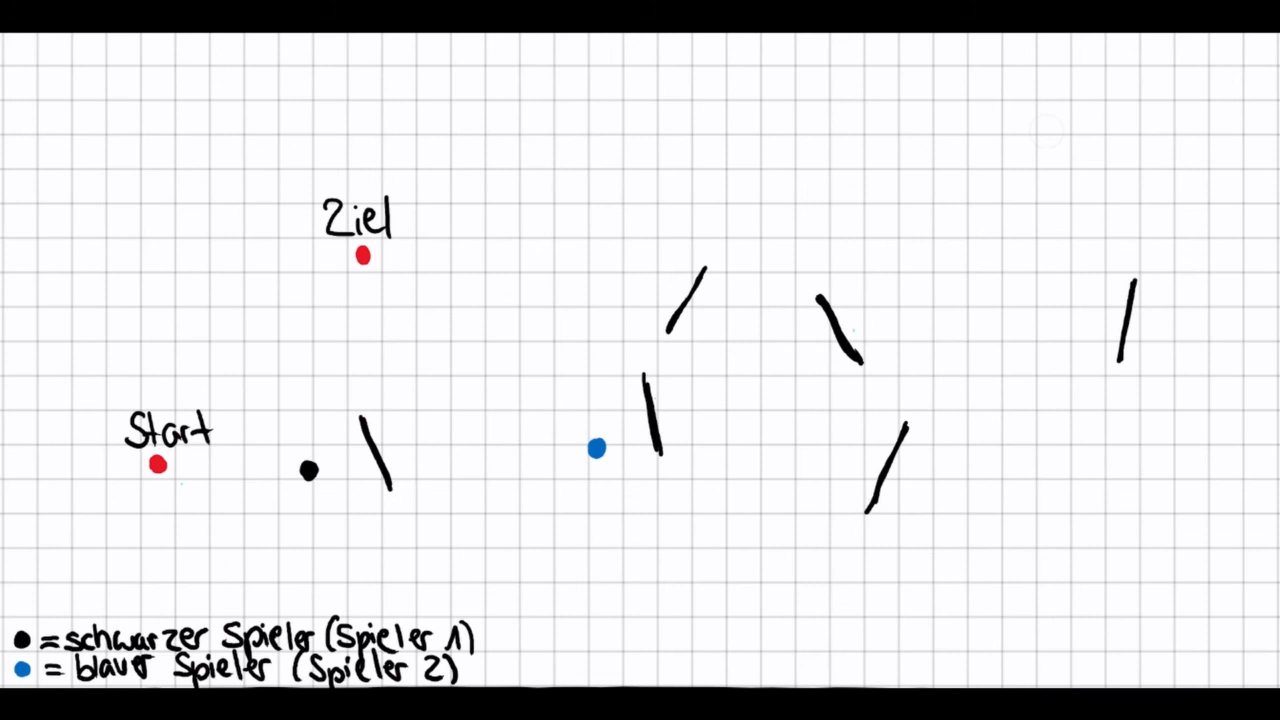 Ziel
Start
= schwarzer Spieler (Spieler 1)
= blauer Spieler (Spieler 2)